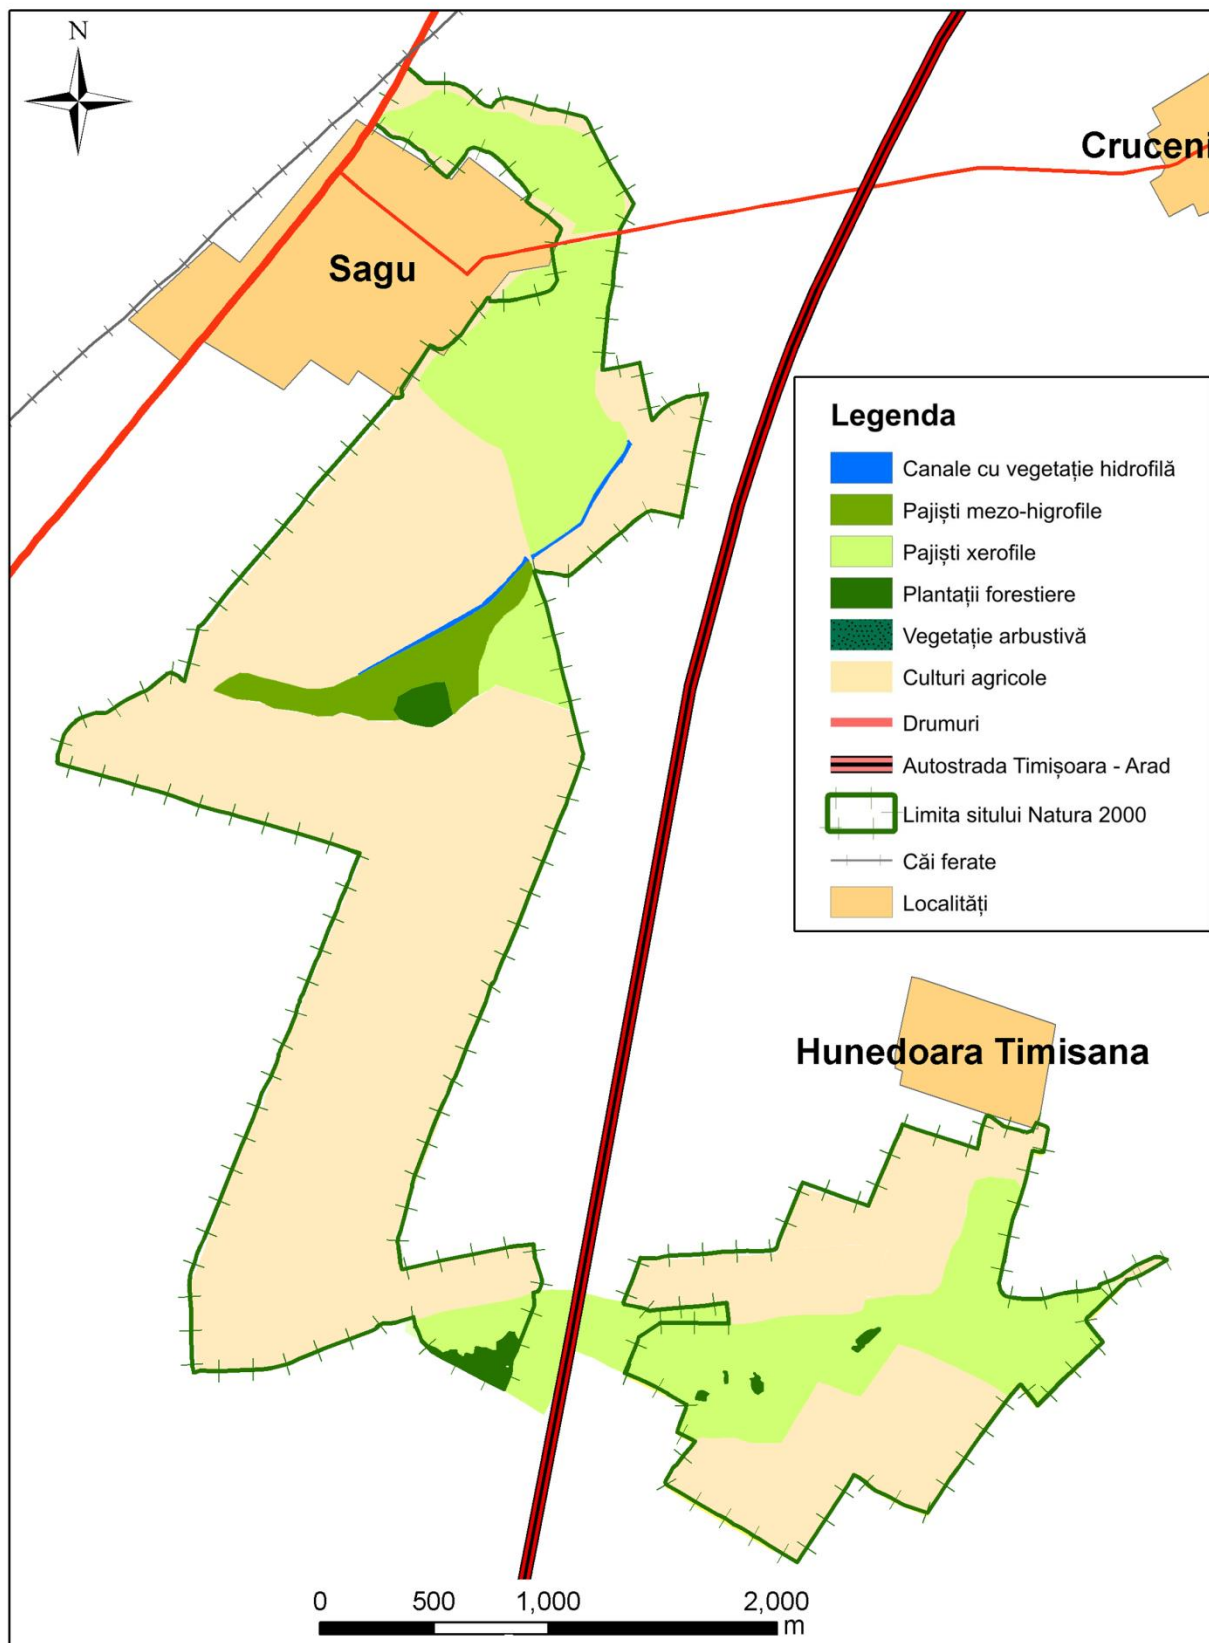 N
Cruceni
Sagu
Legenda
Canale cu vegetație hidrofilă
Pajiști mezo-higrofile
Pajiști xerofile
Plantații forestiere
Vegetație arbustivă
Culturi agricole
Drumuri
Autostrada Timișoara - Arad
Limita sitului Natura 2000
Căi ferate
Localități
Hunedoara Timisana
0 500 1,000 2,000
m